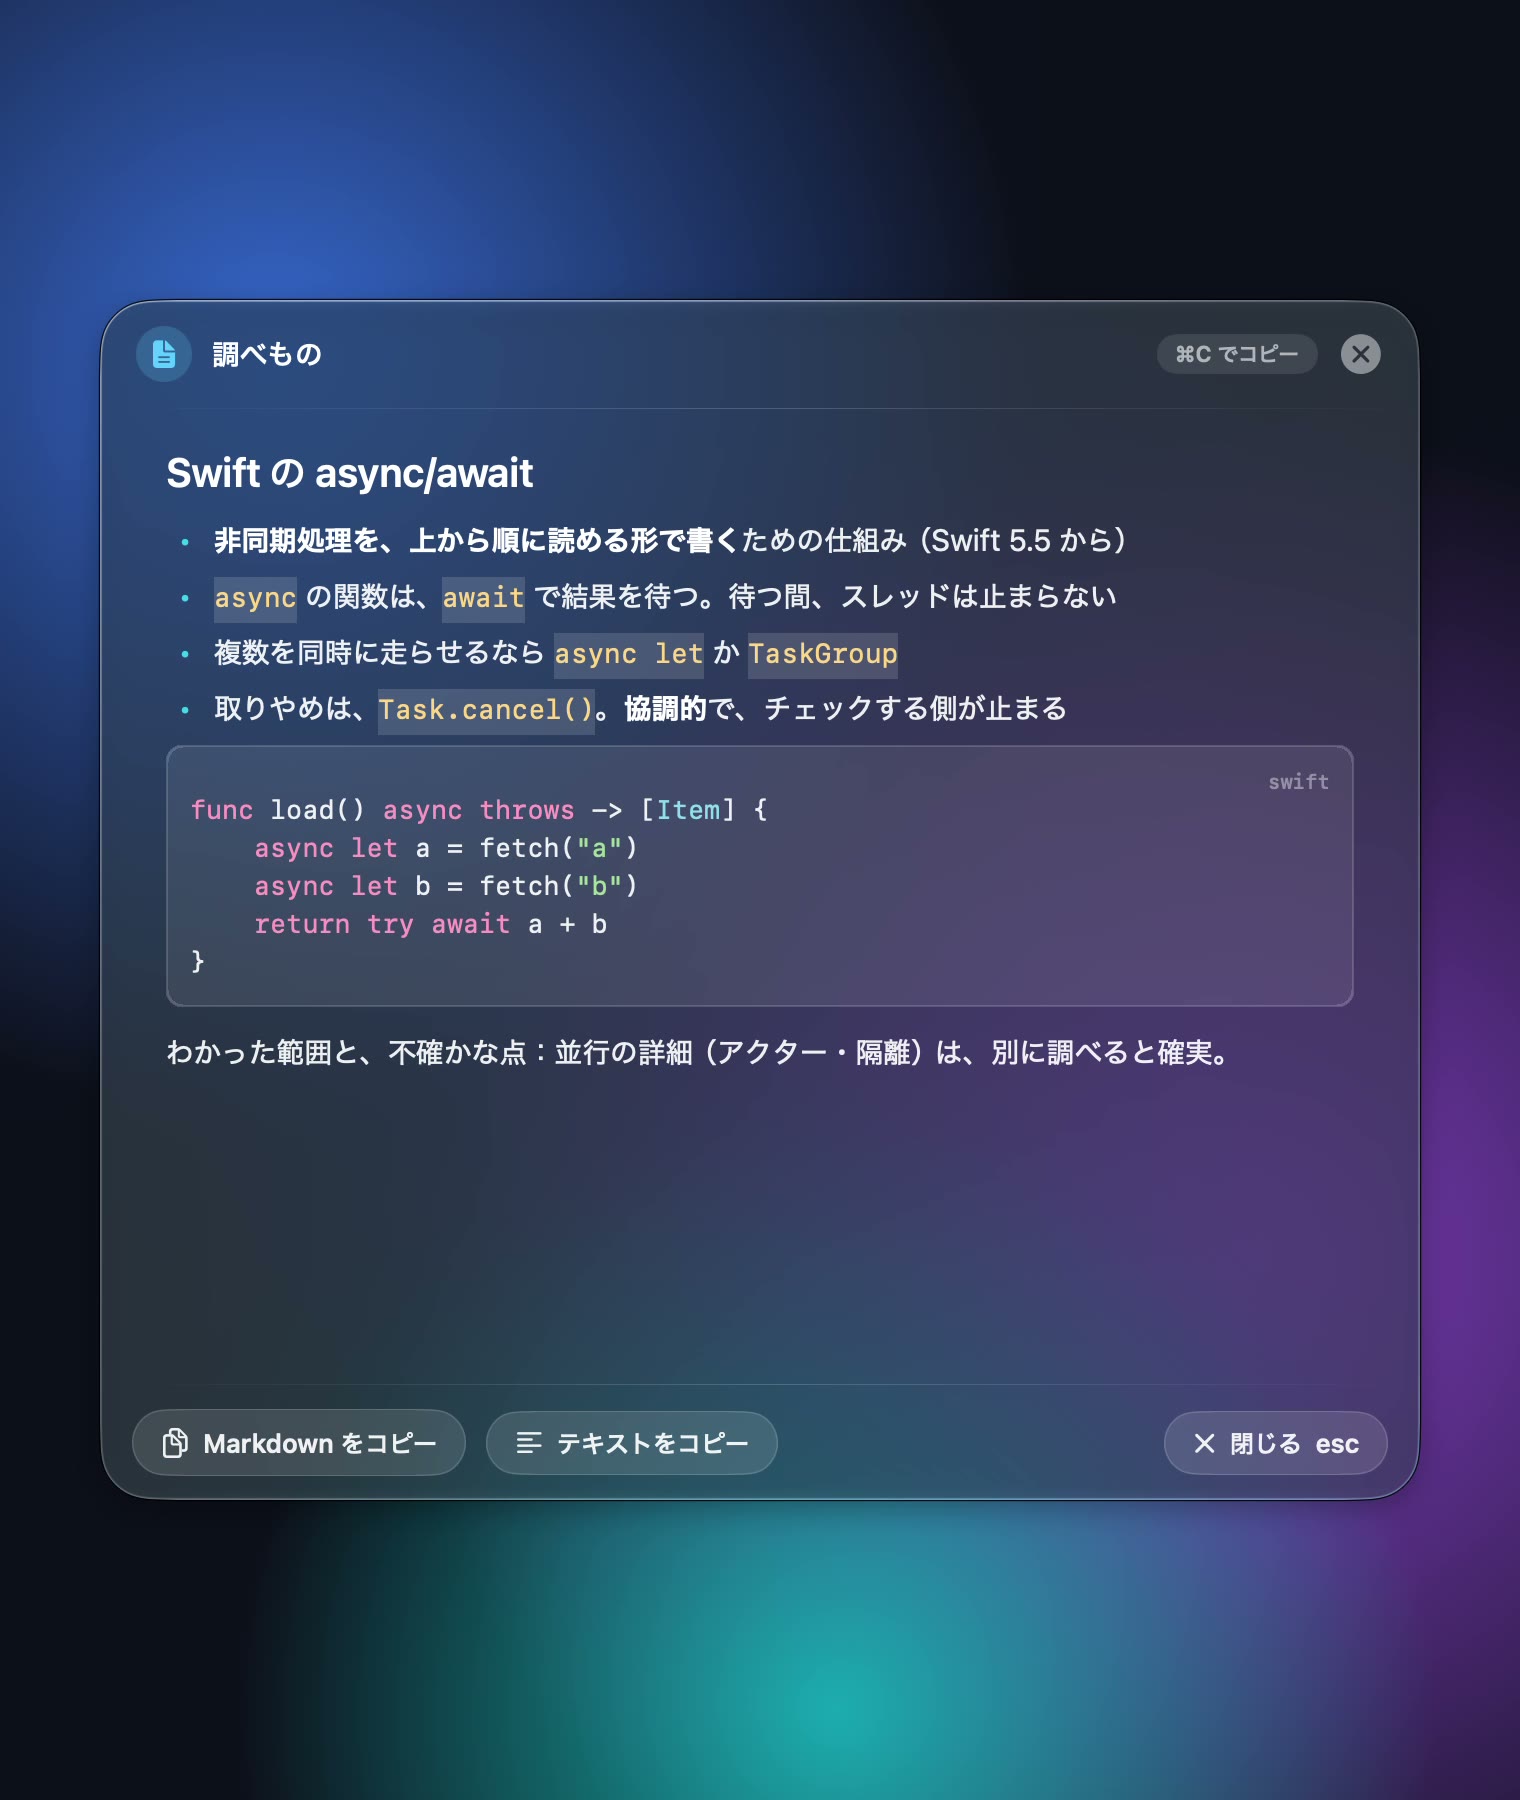 調べもの
⌘C でコピー
Swift の async/await
• 非同期処理を、上から順に読める形で書くための仕組み（Swift 5.5 から）
• async の関数は、await で結果を待つ。待つ間、スレッドは止まらない
• 複数を同時に走らせるなら async let か TaskGroup
• 取りやめは、Task.cancel()。協調的で、チェックする側が止まる
swift
func load() async throws -> [Item] {
    async let a = fetch("a")
    async let b = fetch("b")
    return try await a + b
}
わかった範囲と、不確かな点：並行の詳細（アクター・隔離）は、別に調べると確実。
Markdown をコピー
テキストをコピー
閉じる esc